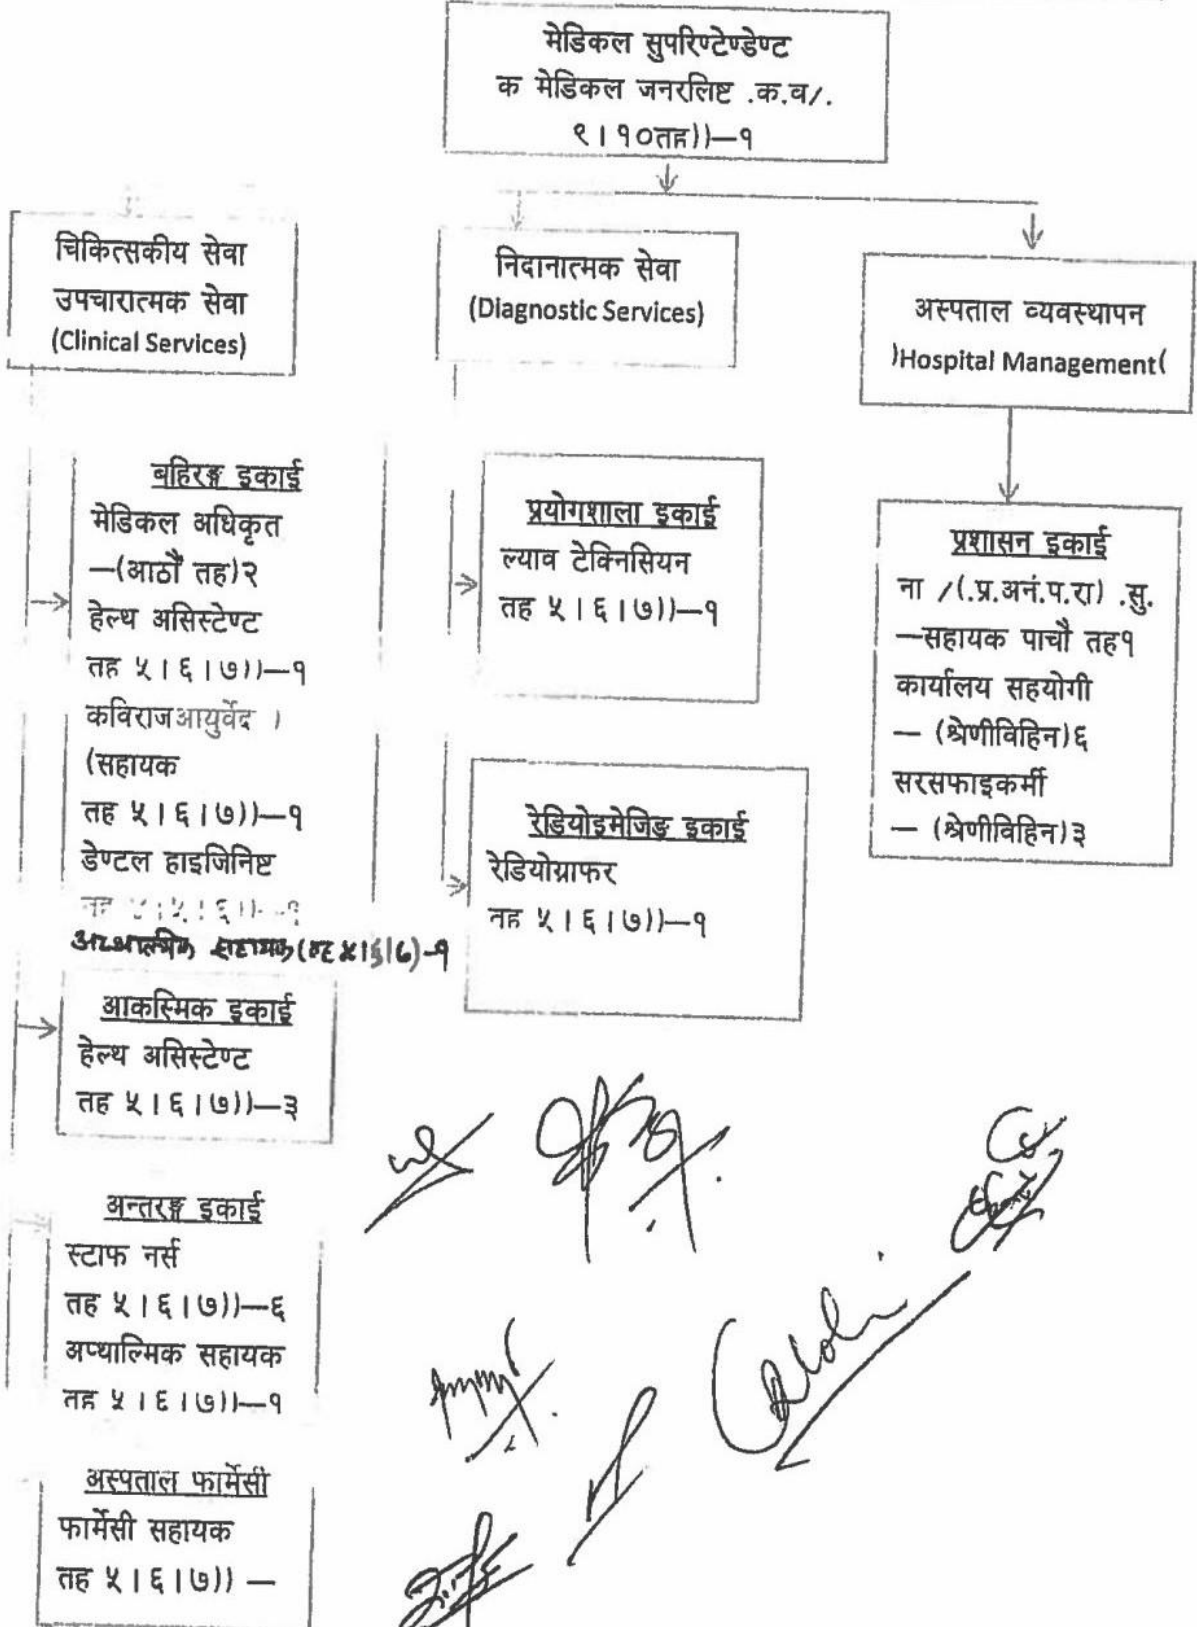 मेडिकल सुपरिण्टेण्डेण्ट
क मेडिकल जनरलिष्ट .क.व/.
९।१०तह))—१
चिकित्सकीय सेवा
उपचारात्मक सेवा
(Clinical Services)
निदानात्मक सेवा
(Diagnostic Services)
अस्पताल व्यवस्थापन
)Hospital Management(
बहिरङ्ग इकाई
मेडिकल अधिकृत
—(आठौं तह)२
हेल्थ असिस्टेण्ट
तह ५।६।७))—१
कविराजआयुर्वेद )
(सहायक
तह ५।६।७))—१
डेण्टल हाइजिनिष्ट
आकस्मिक इकाई
हेल्थ असिस्टेण्ट
तह ५।६।७))—३
अन्तरङ्ग इकाई
स्टाफ नर्स
तह ५।६।७))—६
अप्थाल्मिक सहायक
तह ५।६।७))—१
अस्पताल फार्मेसी
फार्मेसी सहायक
तह ५।६।७)) —
प्रयोगशाला इकाई
ल्याव टेक्निसियन
तह ५।६।७))—१
रेडियोइमेजिङ इकाई
रेडियोग्राफर
तह ५।६।७))—१
प्रशासन इकाई
ना /(.प्र.अनं.प.रा) .सु.
—सहायक पाचौ तह१
कार्यालय सहयोगी
— (श्रेणीविहिन)६
सरसफाइकर्मी
— (श्रेणीविहिन)३